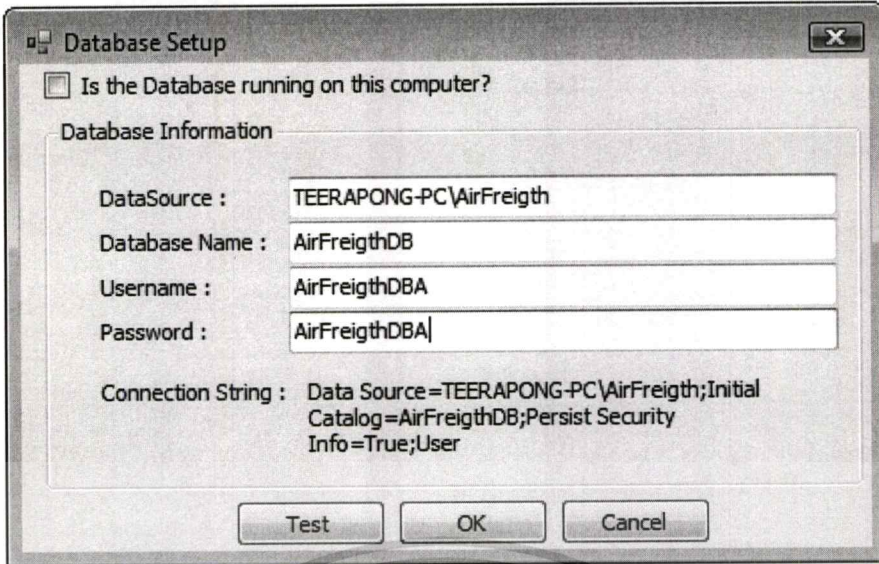 Database Setup
Is the Database running on this computer?
Database Information
DataSource : TEERAPONG-PC\AirFreigth
Database Name : AirFreigthDB
Username : AirFreigthDBA
Password : AirFreigthDBA
Connection String : Data Source=TEERAPONG-PC\AirFreigth;Initial
Catalog=AirFreigthDB;Persist Security
Info=True;User
Test OK Cancel